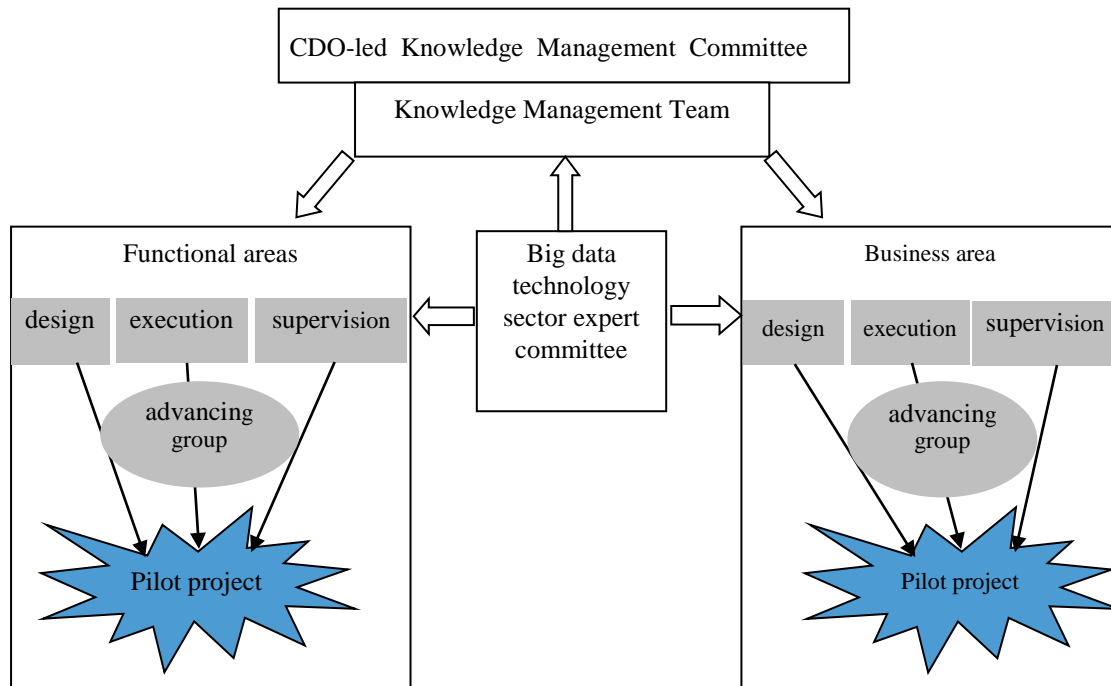 CDO-led Knowledge Management Committee
Knowledge Management Team
Functional areas
design
execution
supervision
advancing
group
Pilot project
Big data
technology
sector expert
committee
Business area
design
execution
supervision
advancing
group
Pilot project